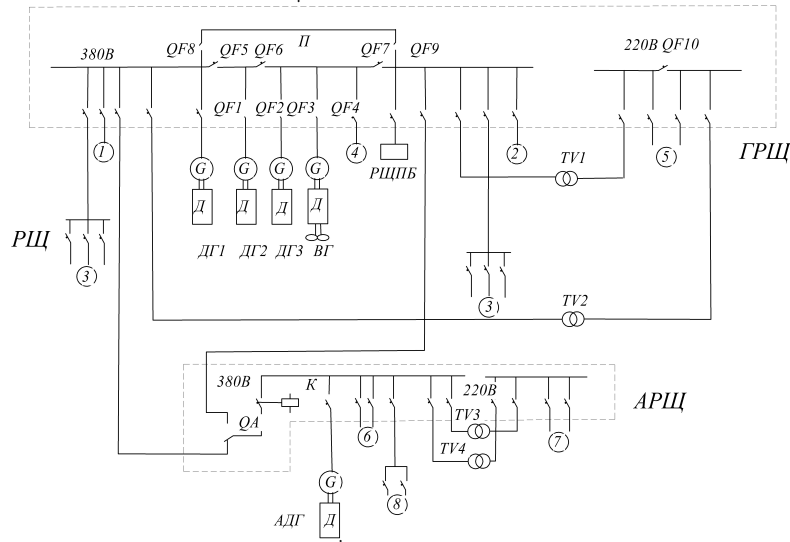 П
QF8 QF5 QF6 QF7 QF9
380В
220В QF10
QF1 QF2 QF3 QF4
1
4
2
5
ГРЩ
G G G G
РЩПБ
TV1
Д Д Д Д
РЩ
ДГ1 ДГ2 ДГ3 ВГ
3
3
TV2
380В
К
220В
АРЩ
QA
TV3
6
7
TV4
G
8
АДГ
Д